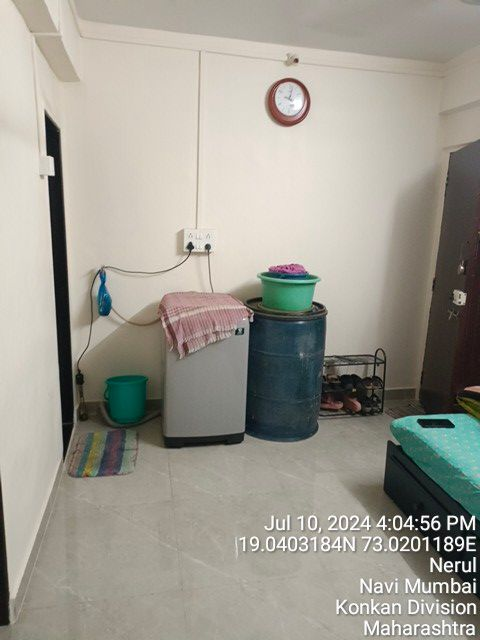 Jul 10, 2024 4:04:56 PM
19.0403184N 73.0201189E
Nerul
Navi Mumbai
Konkan Division
Maharashtra